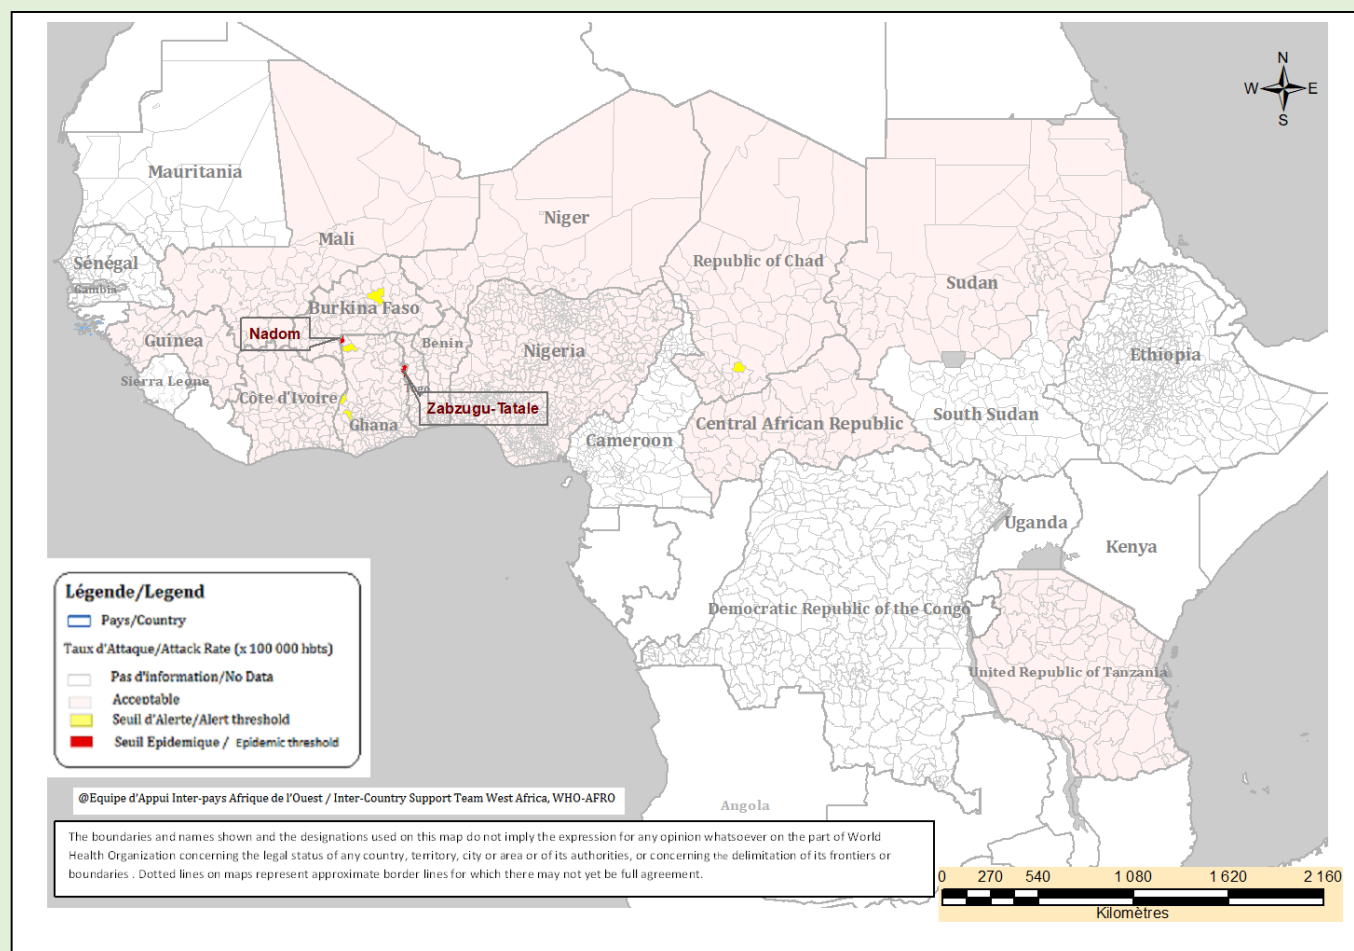 N
W
E
S
Mauritania
Mali
Niger
Republic of Chad
Sudan
Sénégal
Gambia
Burkina Faso
Nadom
Guinea
Benin
Nigeria
Ethiopia
Sierra Leone
Côte d'Ivoire
Togo
Zabzugu-Tatale
Ghana
Cameroon
Central African Republic
South Sudan
Uganda
Kenya
Democratic Republic of the Congo
United Republic of Tanzania
Angola
Légende/Legend
Pays/Country
Taux d'Attaque/Attack Rate (x 100 000 hbts)
Pas d'information/No Data
Acceptable
Seuil d'Alerte/Alert threshold
Seuil Epidemique / Epidemic threshold
@Equipe d'Appui Inter-pays Afrique de l'Ouest / Inter-Country Support Team West Africa, WHO-AFRO
The boundaries and names shown and the designations used on this map do not imply the expression for any opinion whatsoever on the part of World
Health Organization concerning the legal status of any country, territory, city or area or of its authorities, or concerning the delimitation of its frontiers or
boundaries . Dotted lines on maps represent approximate border lines for which there may not yet be full agreement.
0 270 540 1 080 1 620 2 160
Kilomètres